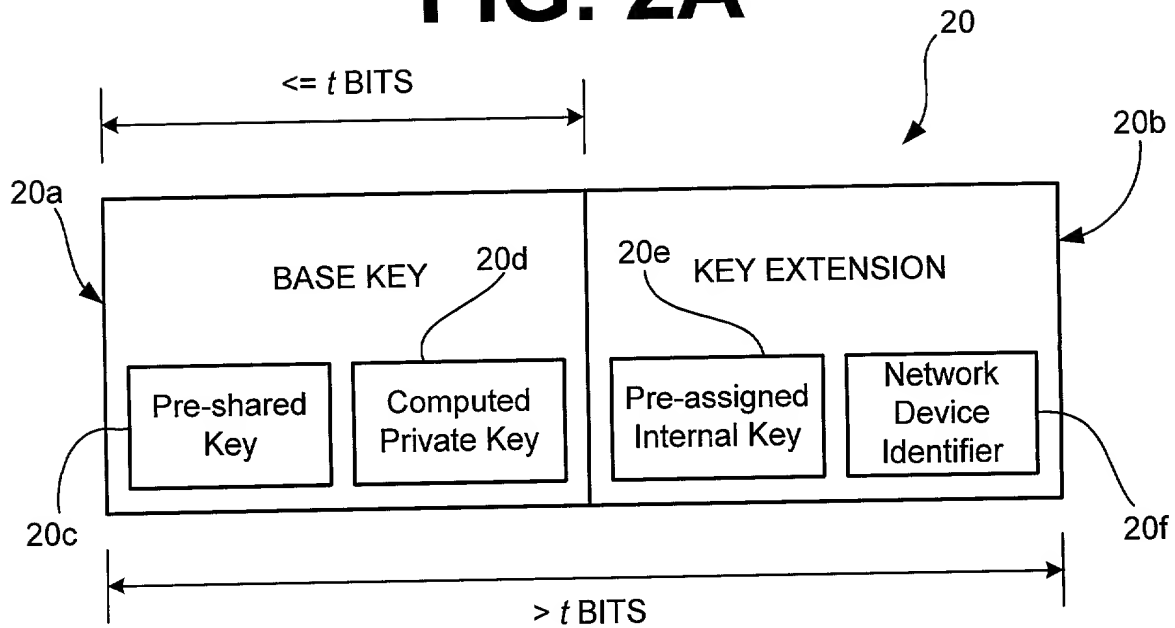 FIG. 2A
20
<= t BITS
20b
20a
BASE KEY
20d
20e
KEY EXTENSION
Pre-shared
Key
Computed
Private Key
Pre-assigned
Internal Key
Network
Device
Identifier
20c
20f
> t BITS